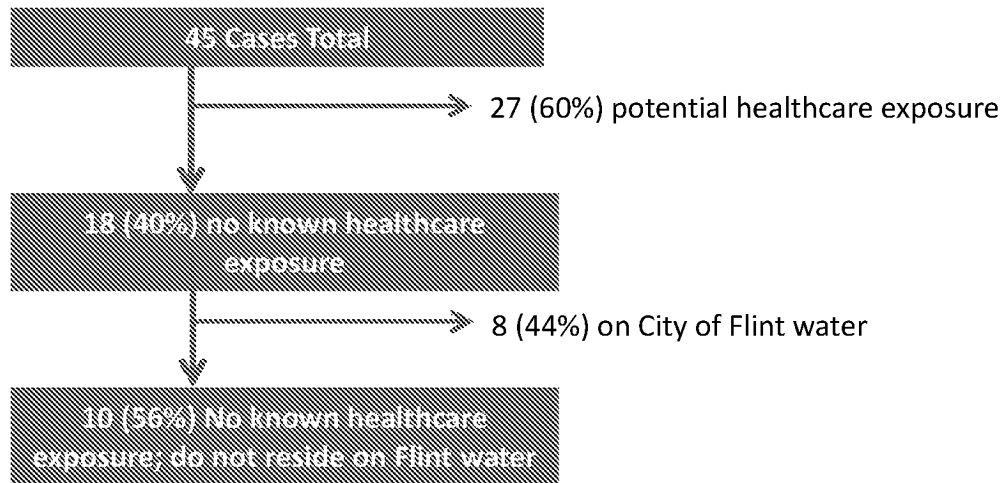 45 Cases Total
27 (60%) potential healthcare exposure
18 (40%) no known healthcare
exposure
8 (44%) on City of Flint water
10 (56%) No known healthcare
exposure; do not reside on Flint water